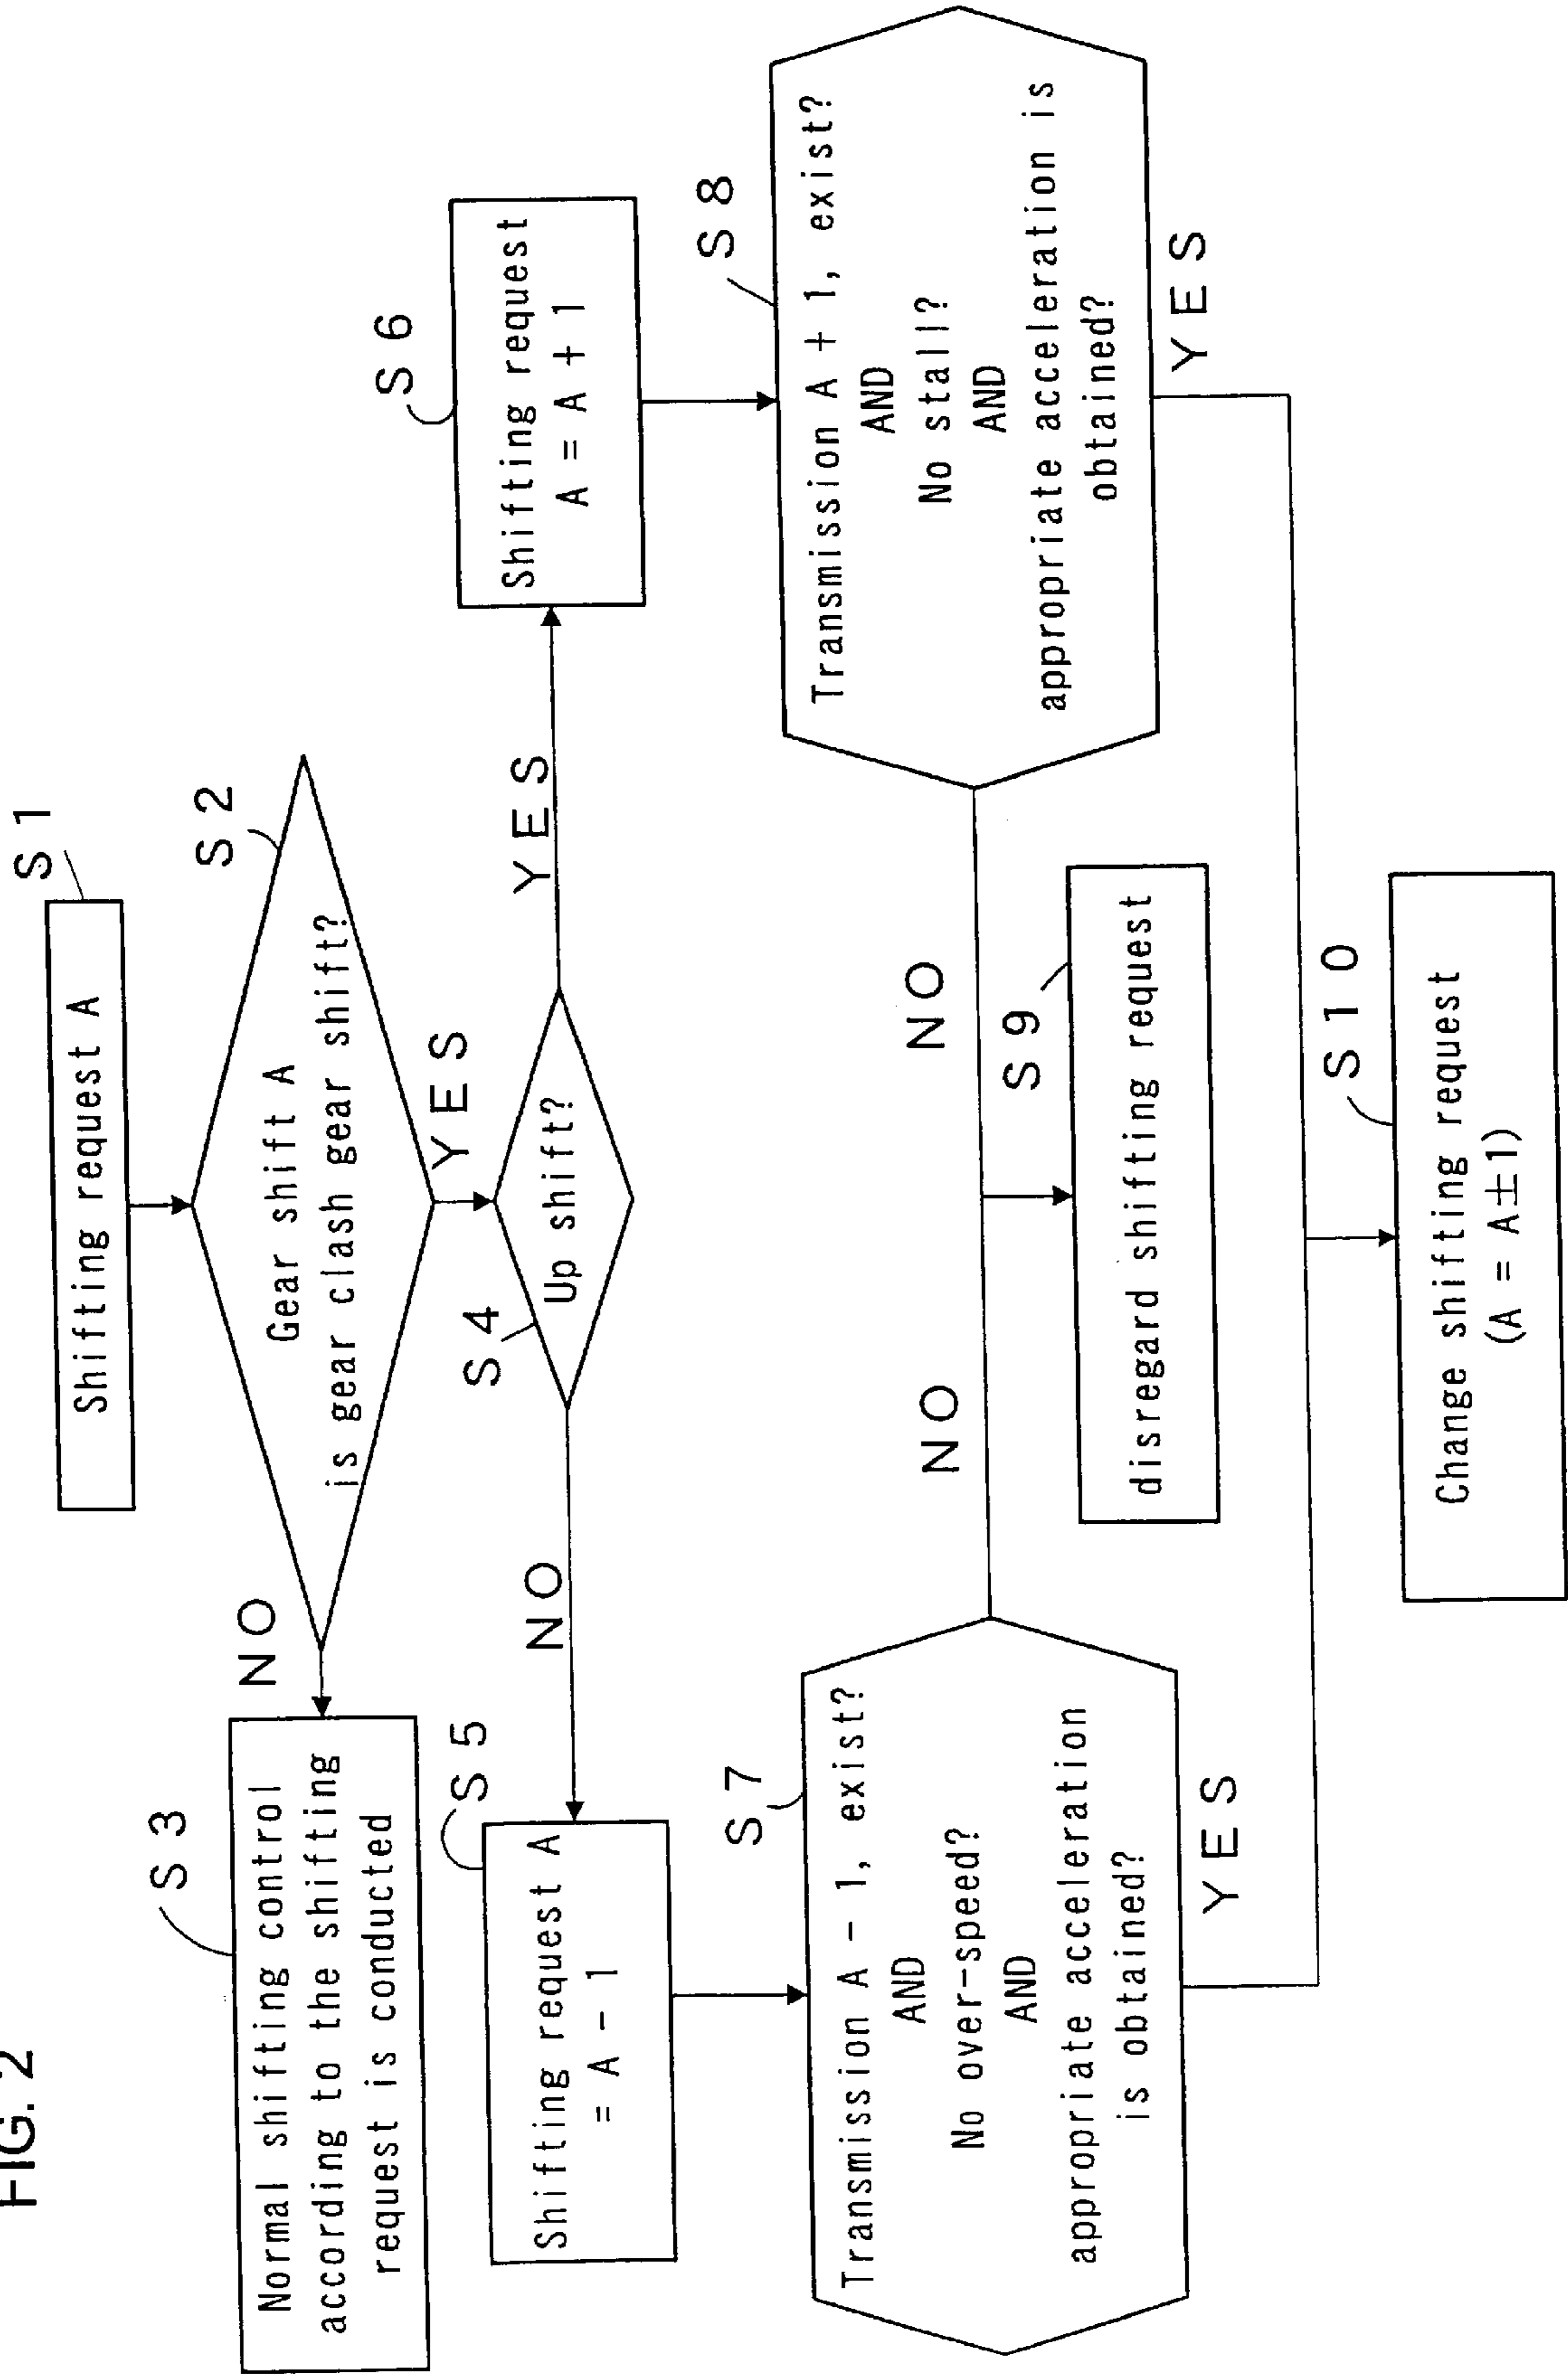 FIG. 2
Shifting request A
S1
Gear shift A
is gear clash gear shift?
S2
NO
YES
Normal shifting control
according to the shifting
request is conducted
S3
Up shift?
S4
NO
YES
Shifting request A
= A - 1
S5
Shifting request
A = A + 1
S6
Transmission A - 1, exist?
AND
No over-speed?
AND
appropriate acceleration
is obtained?
S7
NO
YES
Transmission A + 1, exist?
AND
No stall?
AND
appropriate acceleration is
obtained?
S8
NO
YES
disregard shifting request
S9
Change shifting request
(A = A±1)
S10